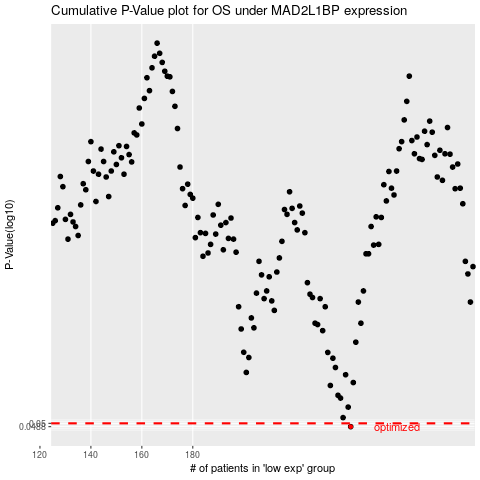 Cumulative P-Value plot for OS under MAD2L1BP expression
P-Value(log10)
0.05
0.0488
optimized
120 140 160 180
# of patients in 'low exp' group